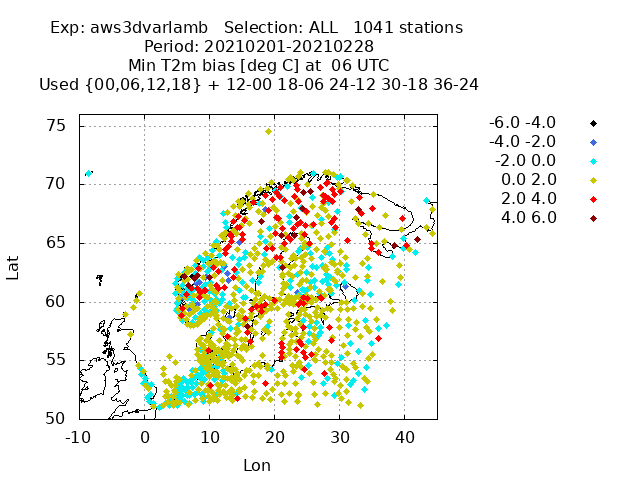 Exp: aws3dvarlamb   Selection: ALL   1041 stations
Period: 20210201-20210228
Min T2m bias [deg C] at  06 UTC
Used {00,06,12,18} + 12-00 18-06 24-12 30-18 36-24
-6.0 -4.0
-4.0 -2.0
-2.0 0.0
0.0 2.0
2.0 4.0
4.0 6.0
75
70
65
60
55
50
Lat
-10 0 10 20 30 40
Lon